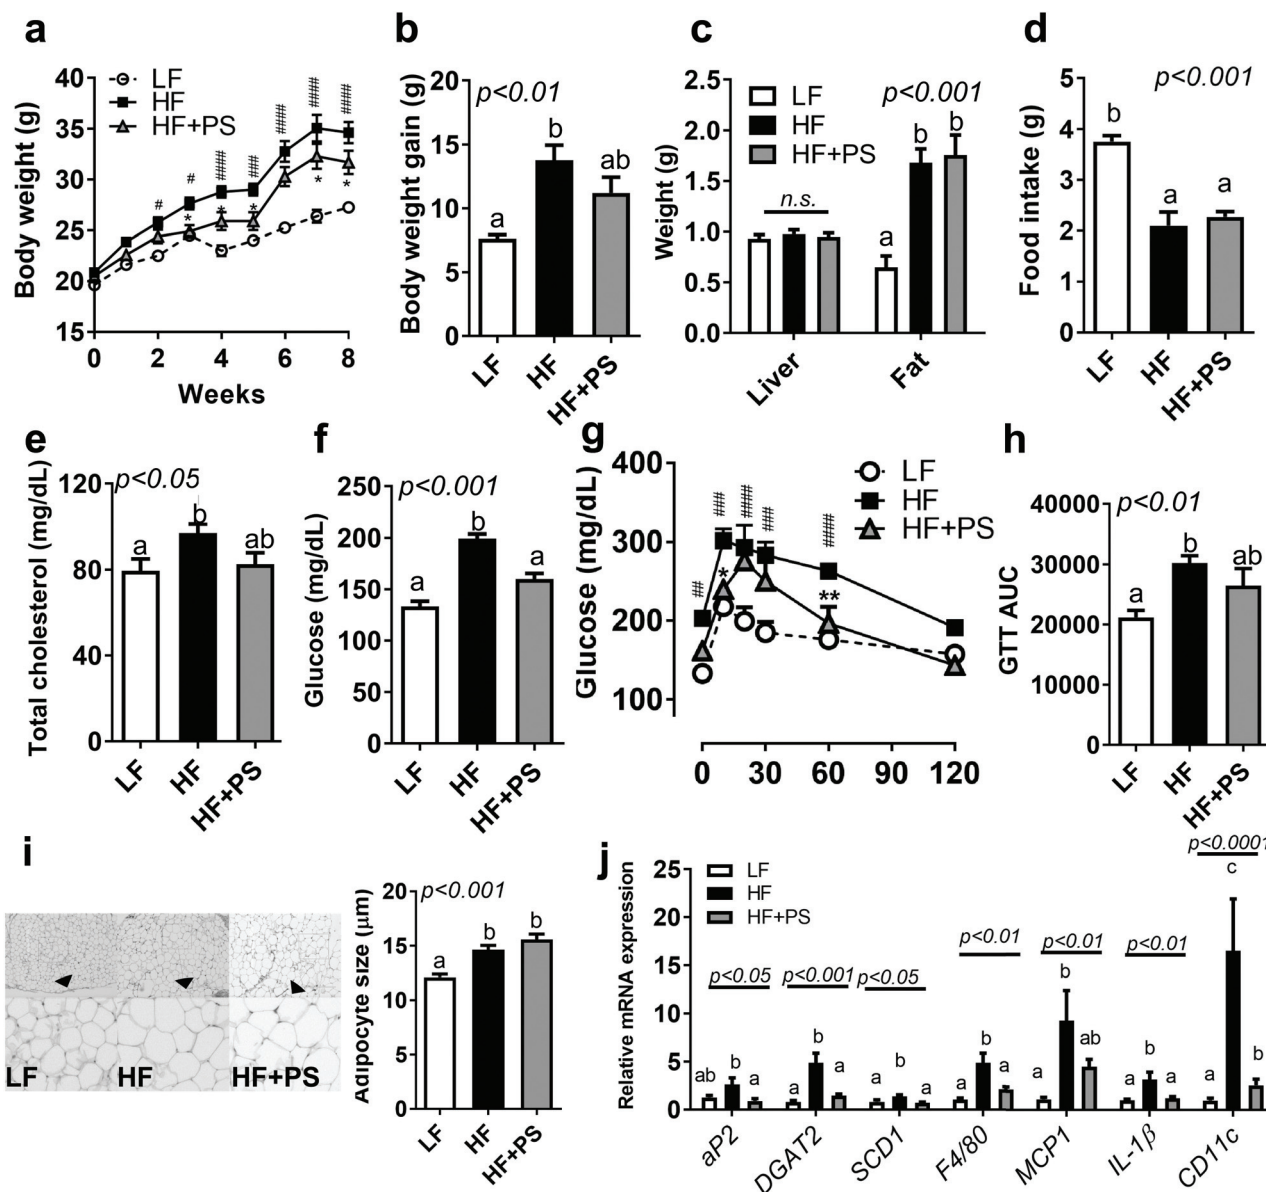 a
Body weight (g)
40
35
30
25
20
15
0
2
4
6
8
Weeks
LF
HF
HF+PS
#
#
###
###
####
####
####
*
*
*
*
*
b
Body weight gain (g)
20
15
10
5
0
p<0.01
a
b
ab
LF
HF
HF+PS
c
Weight (g)
2.5
2.0
1.5
1.0
0.5
0.0
LF
HF
HF+PS
p<0.001
n.s.
a
b
b
Liver
Fat
d
Food intake (g)
5
4
3
2
1
0
p<0.001
b
a
a
LF
HF
HF+PS
e
Total cholesterol (mg/dL)
120
80
40
0
p<0.05
a
b
ab
LF
HF
HF+PS
f
Glucose (mg/dL)
250
200
150
100
50
0
p<0.001
a
b
a
LF
HF
HF+PS
g
Glucose (mg/dL)
400
300
200
100
0
30
60
90
120
LF
HF
HF+PS
##
###
####
###
####
*
**
h
GTT AUC
40000
30000
20000
10000
0
p<0.01
a
b
ab
LF
HF
HF+PS
i
LF
HF
HF+PS
Adipocyte size (μm)
20
15
10
5
0
p<0.001
a
b
b
LF
HF
HF+PS
j
Relative mRNA expression
25
20
15
10
5
0
LF
HF
HF+PS
p<0.05
p<0.001
p<0.05
p<0.01
p<0.01
p<0.01
p<0.0001
ab b a
a b a
a b a
a b a
a b ab
a b a
a c b
aP2
DGAT2
SCD1
F4/80
MCP1
IL-1β
CD11c